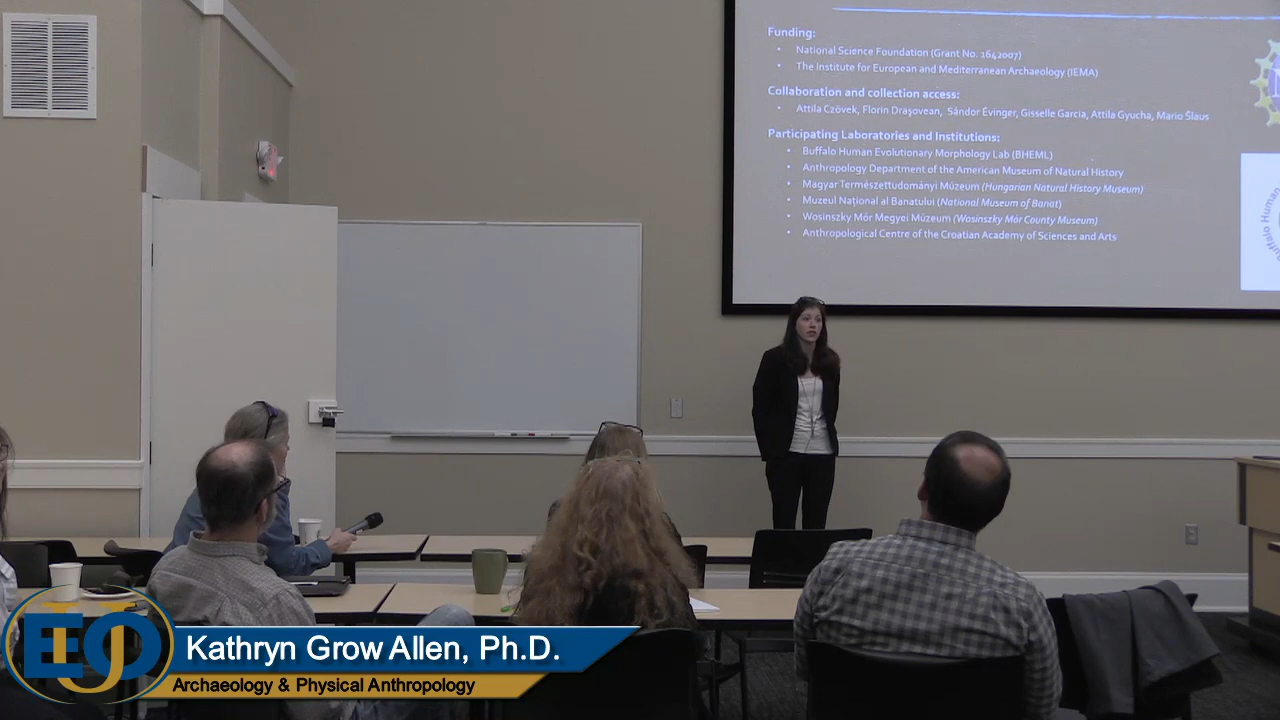 Funding:
• National Science Foundation (Grant No. 1642007)
• The Institute for European and Mediterranean Archaeology (IEMA)
Collaboration and collection access:
• Attila Czövek, Florin Drașovean, Sándor Évinger, Gisselle Garcia, Attila Gyucha, Mario Šlaus
Participating Laboratories and Institutions:
• Buffalo Human Evolutionary Morphology Lab (BHEML)
• Anthropology Department of the American Museum of Natural History
• Magyar Természettudományi Múzeum (Hungarian Natural History Museum)
• Muzeul Național al Banatului (National Museum of Banat)
• Wosinszky Mór Megyei Múzeum (Wosinszky Mór County Museum)
• Anthropological Centre of the Croatian Academy of Sciences and Arts
Buffalo Human
EIJO
Kathryn Grow Allen, Ph.D.
Archaeology & Physical Anthropology